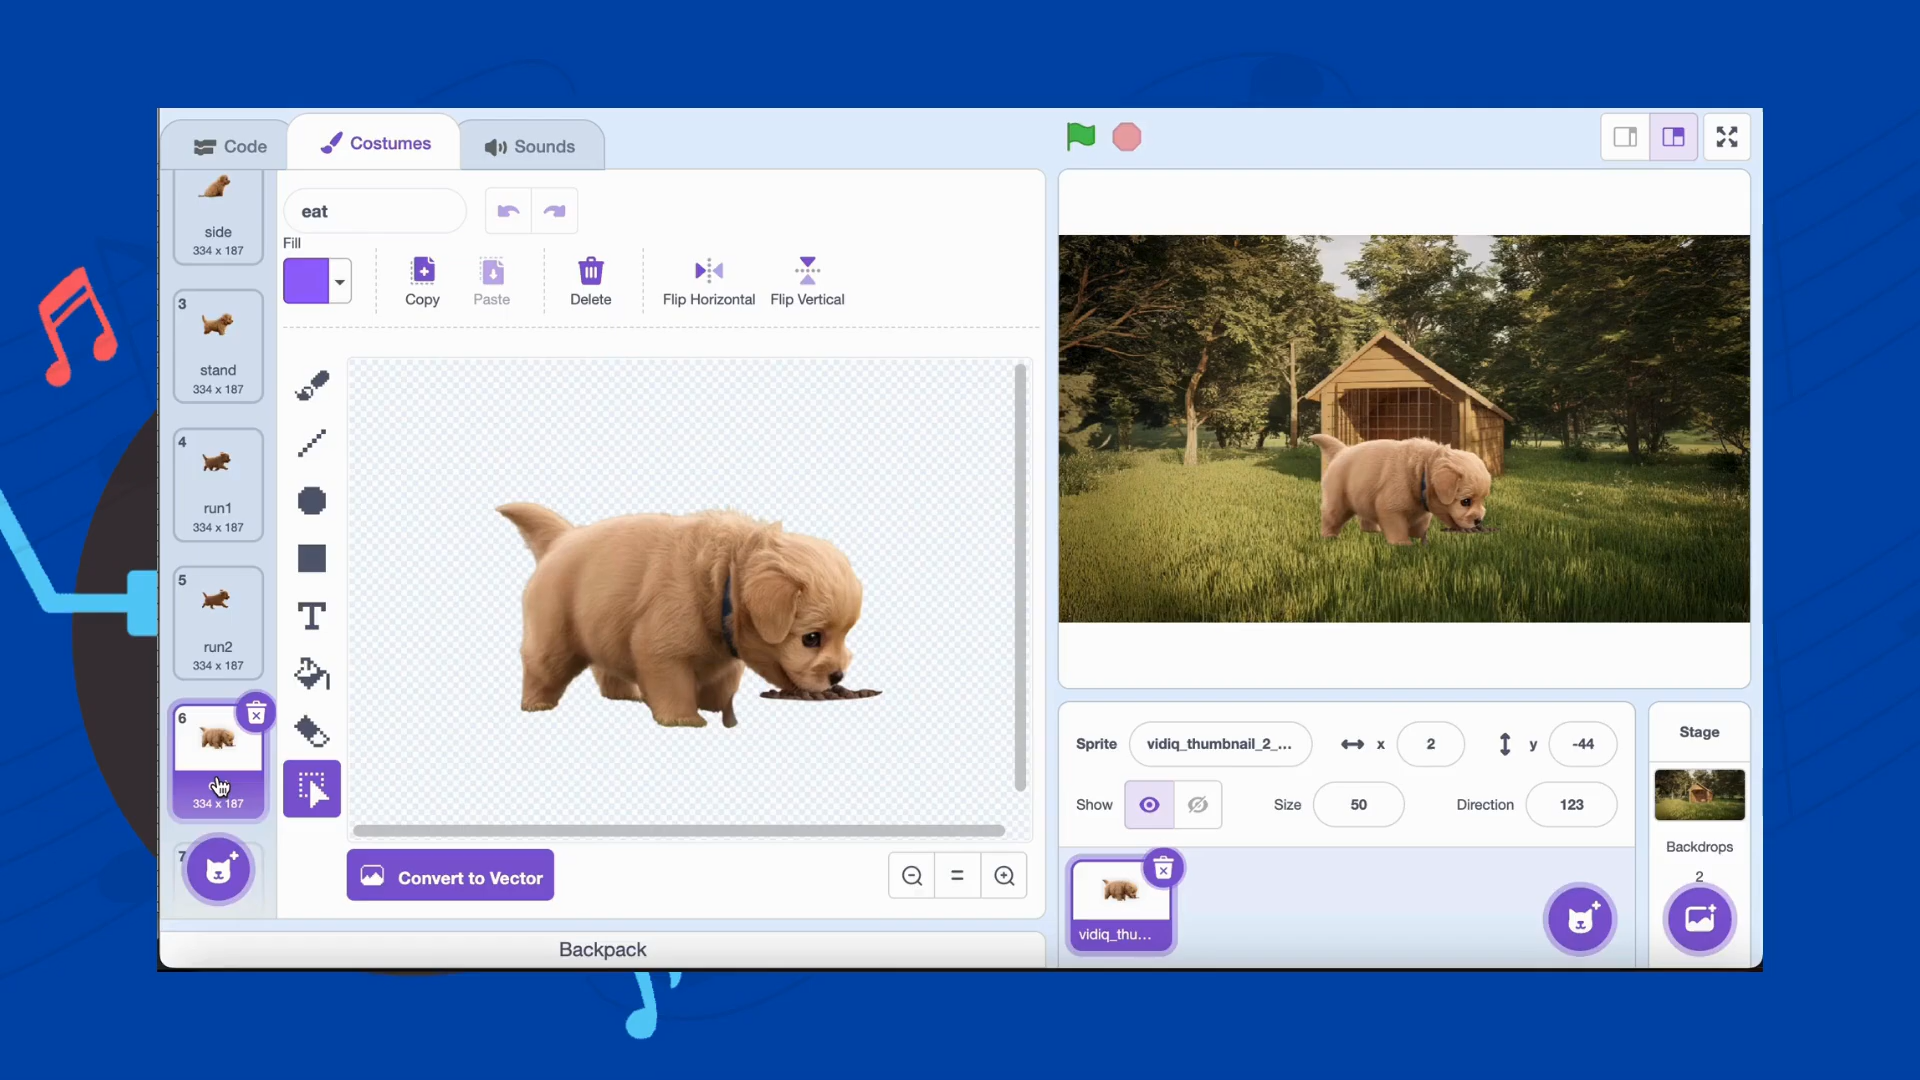 Code
Costumes
Sounds
side
334 x 187
3
stand
334 x 187
4
run1
334 x 187
5
run2
334 x 187
6
334 x 187
7
eat
Fill
Copy
Paste
Delete
Flip Horizontal
Flip Vertical
Convert to Vector
Backpack
Sprite
vidiq_thumbnail_2_...
x
2
y
-44
Show
Size
50
Direction
123
vidiq_thu...
Stage
Backdrops
2